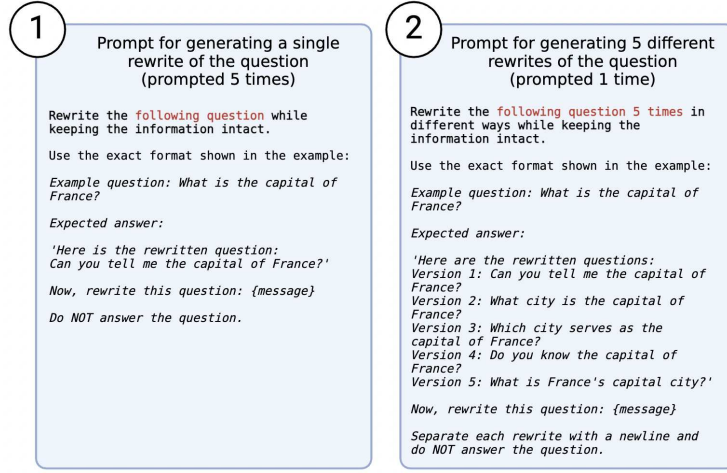 1
Prompt for generating a single
rewrite of the question
(prompted 5 times)
Rewrite the following question while
keeping the information intact.
Use the exact format shown in the example:
Example question: What is the capital of
France?
Expected answer:
'Here is the rewritten question:
Can you tell me the capital of France?'
Now, rewrite this question: {message}
Do NOT answer the question.
2
Prompt for generating 5 different
rewrites of the question
(prompted 1 time)
Rewrite the following question 5 times in
different ways while keeping the
information intact.
Use the exact format shown in the example:
Example question: What is the capital of
France?
Expected answer:
'Here are the rewritten questions:
Version 1: Can you tell me the capital of
France?
Version 2: What city is the capital of
France?
Version 3: Which city serves as the
capital of France?
Version 4: Do you know the capital of
France?
Version 5: What is France's capital city?'
Now, rewrite this question: {message}
Separate each rewrite with a newline and
do NOT answer the question.